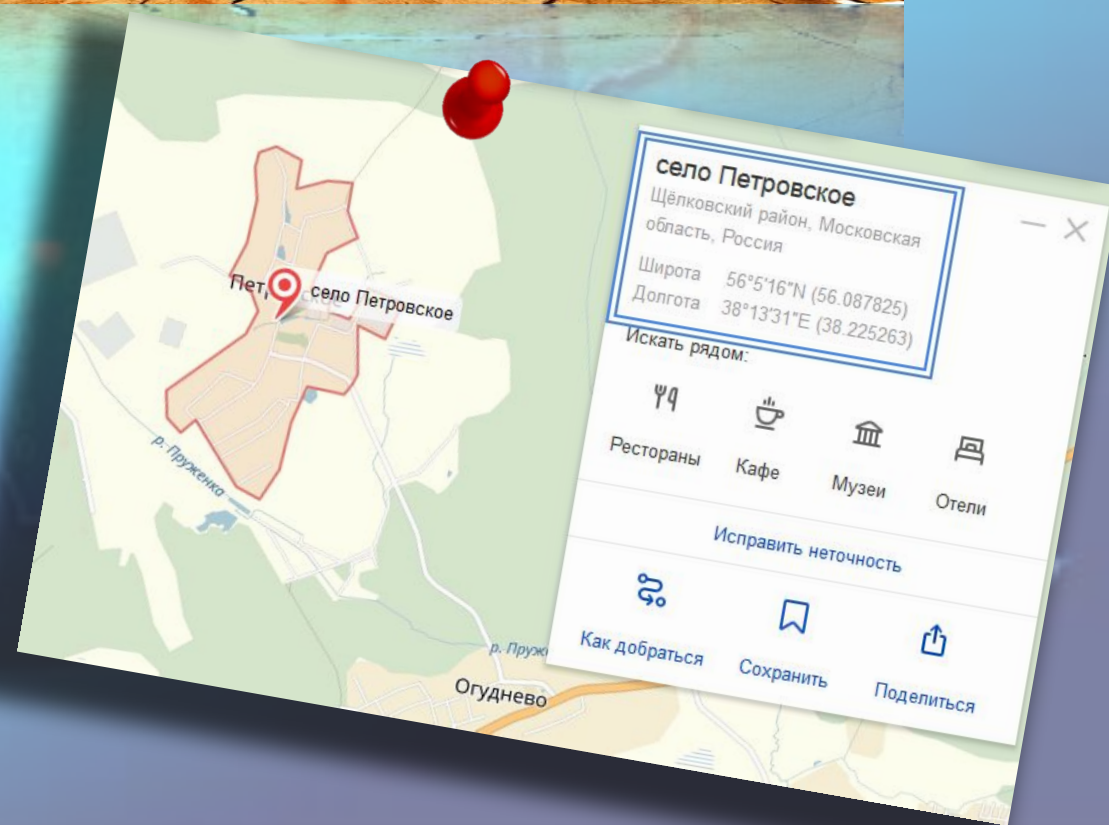 село Петровское
Щёлковский район, Московская
область, Россия
Широта 56°5'16"N (56.087825)
Долгота 38°13'31"E (38.225263)
Искать рядом:
Рестораны
Кафе
Музеи
Отели
Исправить неточность
Как добраться
Сохранить
Поделиться
село Петровское
р. Пруженка
Огуднево